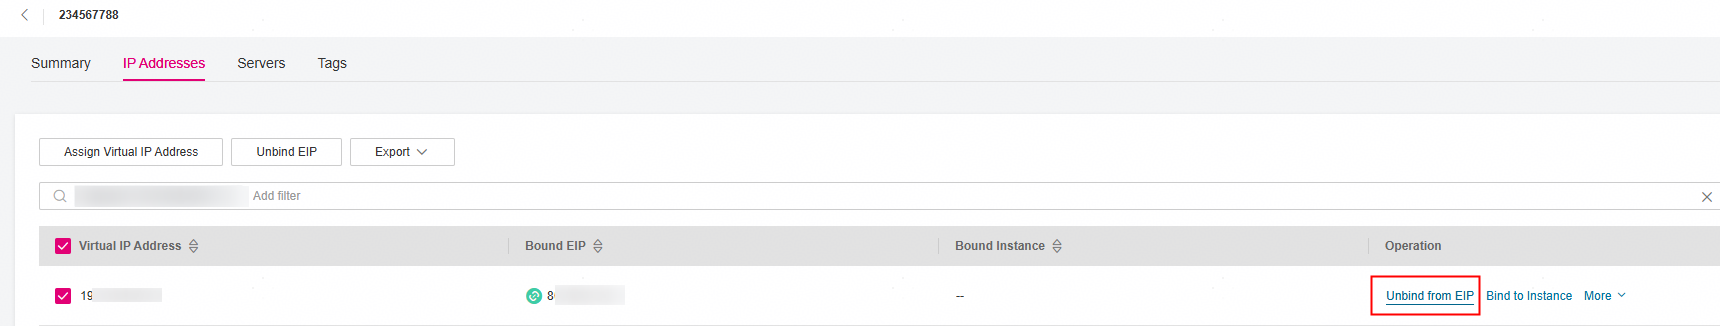 234567788
Summary IP Addresses Servers Tags
Assign Virtual IP Address Unbind EIP Export
Add filter
Virtual IP Address Bound EIP Bound Instance Operation
19 8 -- Unbind from EIP Bind to Instance More